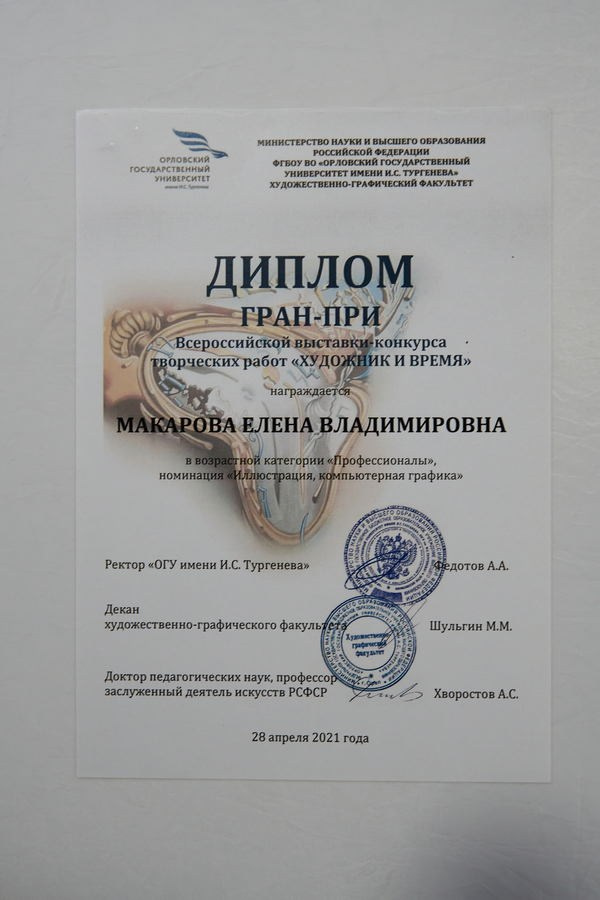 ОРЛОВСКИЙ
ГОСУДАРСТВЕННЫЙ
УНИВЕРСИТЕТ
имени И.С. Тургенева
МИНИСТЕРСТВО НАУКИ И ВЫСШЕГО ОБРАЗОВАНИЯ
РОССИЙСКОЙ ФЕДЕРАЦИИ
ФГБОУ ВО «ОРЛОВСКИЙ ГОСУДАРСТВЕННЫЙ
УНИВЕРСИТЕТ ИМЕНИ И.С. ТУРГЕНЕВА»
ХУДОЖЕСТВЕННО-ГРАФИЧЕСКИЙ ФАКУЛЬТЕТ
ДИПЛОМ
ГРАН-ПРИ
Всероссийской выставки-конкурса
творческих работ «ХУДОЖНИК И ВРЕМЯ»
награждается
МАКАРОВА ЕЛЕНА ВЛАДИМИРОВНА
в возрастной категории «Профессионалы»,
номинация «Иллюстрация, компьютерная графика»
Ректор «ОГУ имени И.С. Тургенева» Федотов А.А.
Декан
художественно-графического факультета Шульгин М.М.
Художественно-
графический
факультет
Доктор педагогических наук, профессор
заслуженный деятель искусств РСФСР Хворостов А.С.
28 апреля 2021 года